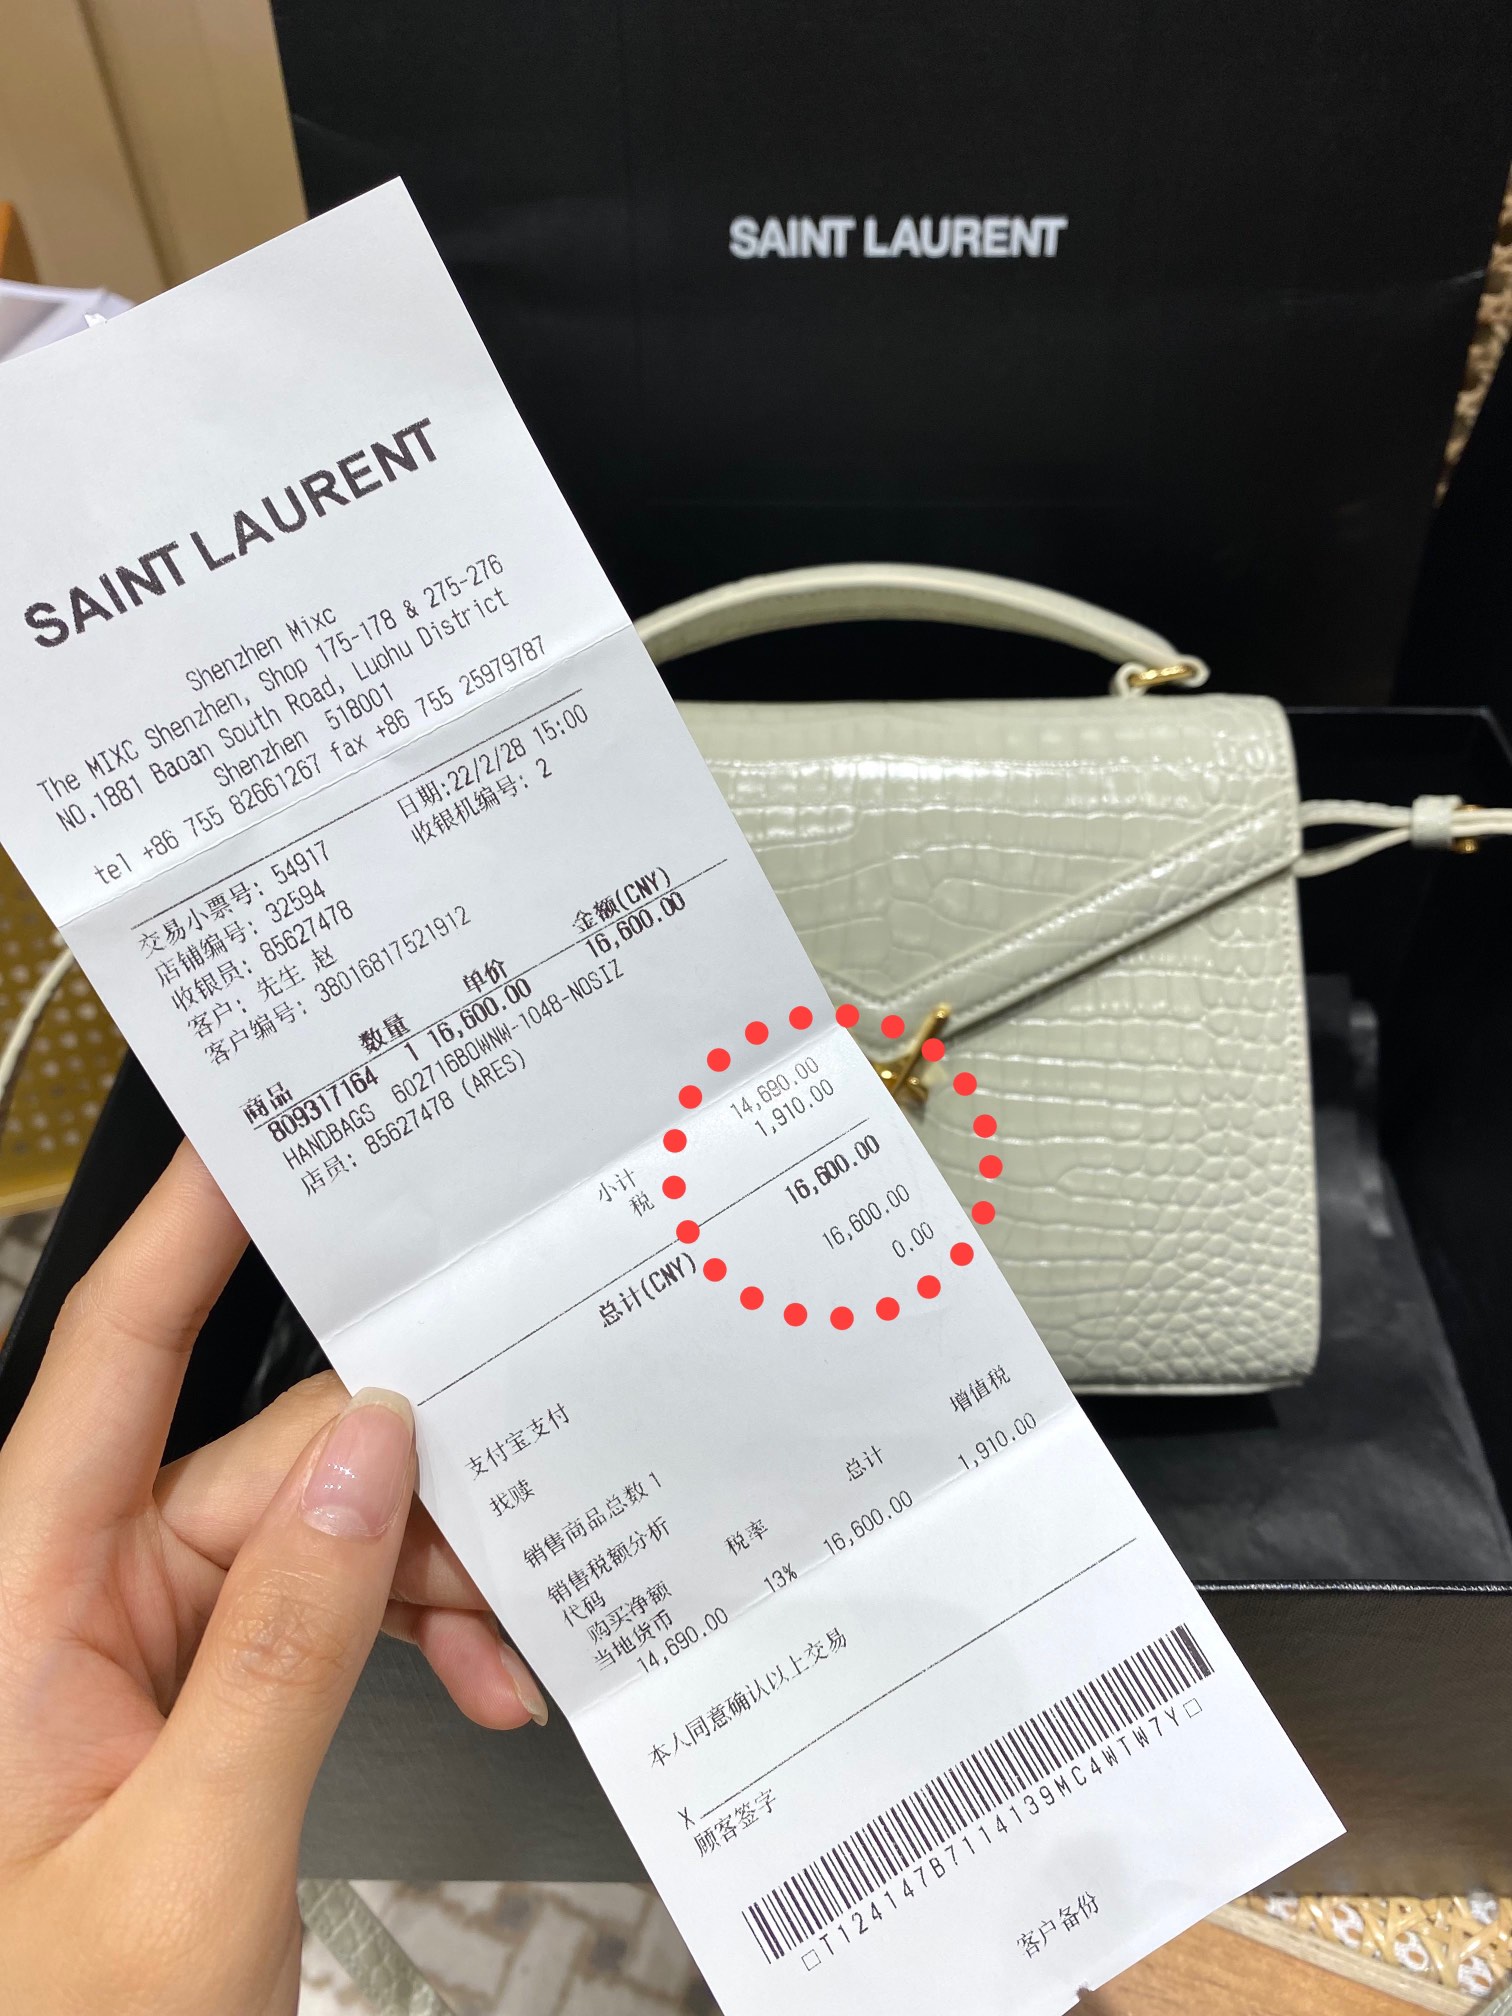 SAINT LAURENT
SAINT LAURENT
Shenzhen Mixc
The MIXC Shenzhen, Shop 175-178 & 275-276
NO.1881 Baoan South Road, Luohu District
Shenzhen 518001
tel +86 755 82661267 fax +86 755 25979787
日期:22/2/28 15:00
交易小票号: 54917
收银机编号: 2
店铺编号: 32594
收银员: 85627478
客户: 先生 赵
客户编号: 3801681752​1912
商品 数量 单价 金额(CNY)
809317164 1 16,600.00 16,600.00
HANDBAGS 602716BOWNW-1048-NOSIZ
店员: 85627478 (ARES)
小计 14,690.00
税 1,910.00
总计(CNY) 16,600.00
支付宝支付 16,600.00
找赎 0.00
销售商品总数 1
销售税额分析
代码
购买净额 税率 总计 增值税
当地货币
14,690.00 13% 16,600.00 1,910.00
本人同意确认以上交易
X
顾客签字
T124147B7114139MC4WTW7Y
客户备份